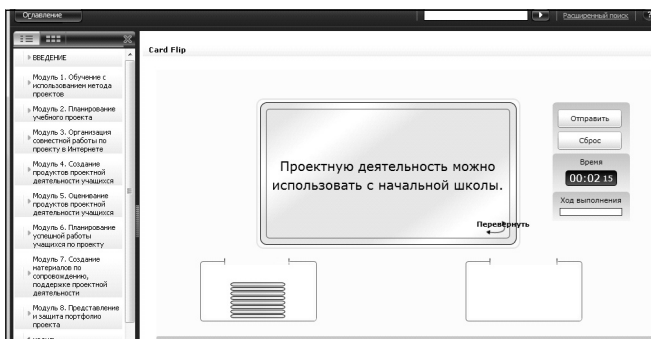 Оглавление
Расширенный поиск
ВВЕДЕНИЕ
Модуль 1. Обучение с
использованием метода
проектов
Модуль 2. Планирование
учебного проекта
Модуль 3. Организация
совместной работы по
проекту в Интернете
Модуль 4. Создание
продуктов проектной
деятельности учащихся
Модуль 5. Оценивание
продуктов проектной
деятельности учащихся
Модуль 6. Планирование
успешной работы
учащихся по проекту
Модуль 7. Создание
материалов по
сопровождению,
поддержке проектной
деятельности
Модуль 8. Представление
и защита портфолио
проекта
Card Flip
Проектную деятельность можно
использовать с начальной школы.
Перевернуть
Отправить
Сброс
Время
00:02 15
Ход выполнения